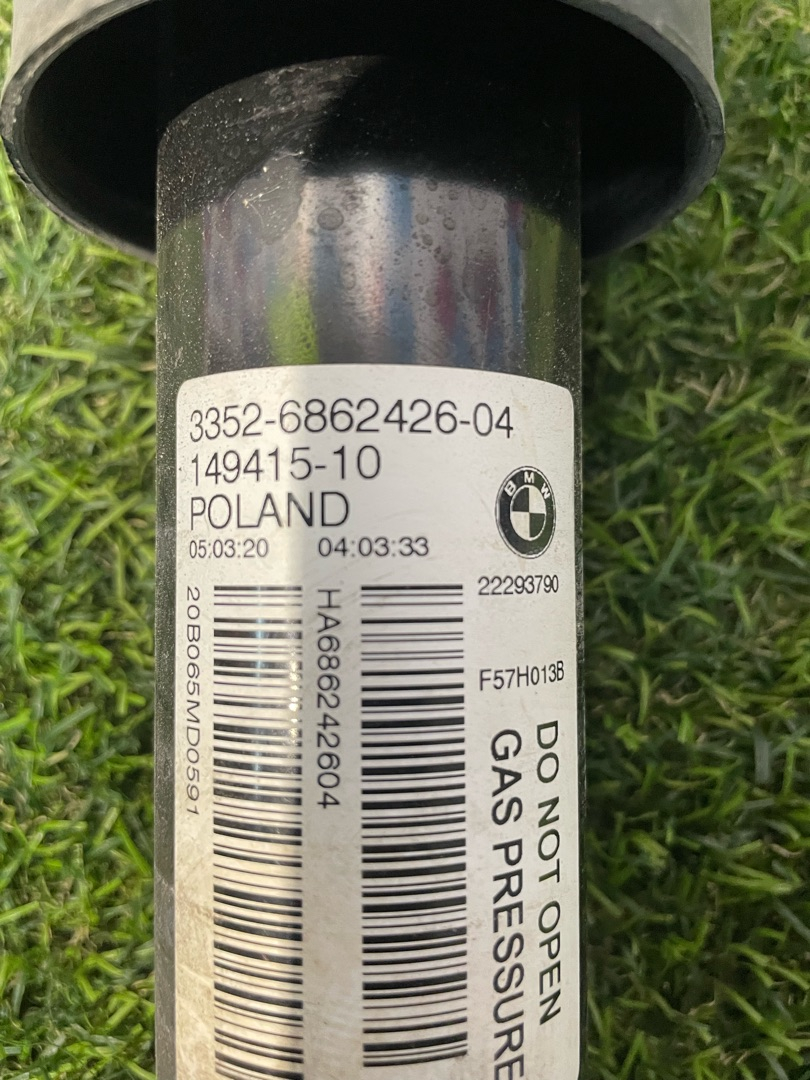 3352-6862426-04
149415-10
POLAND
05:03:20 04:03:33
BMW
22293790
F57H013B
20B065MD0591
HA686242604
DO NOT OPEN
GAS PRESSURE